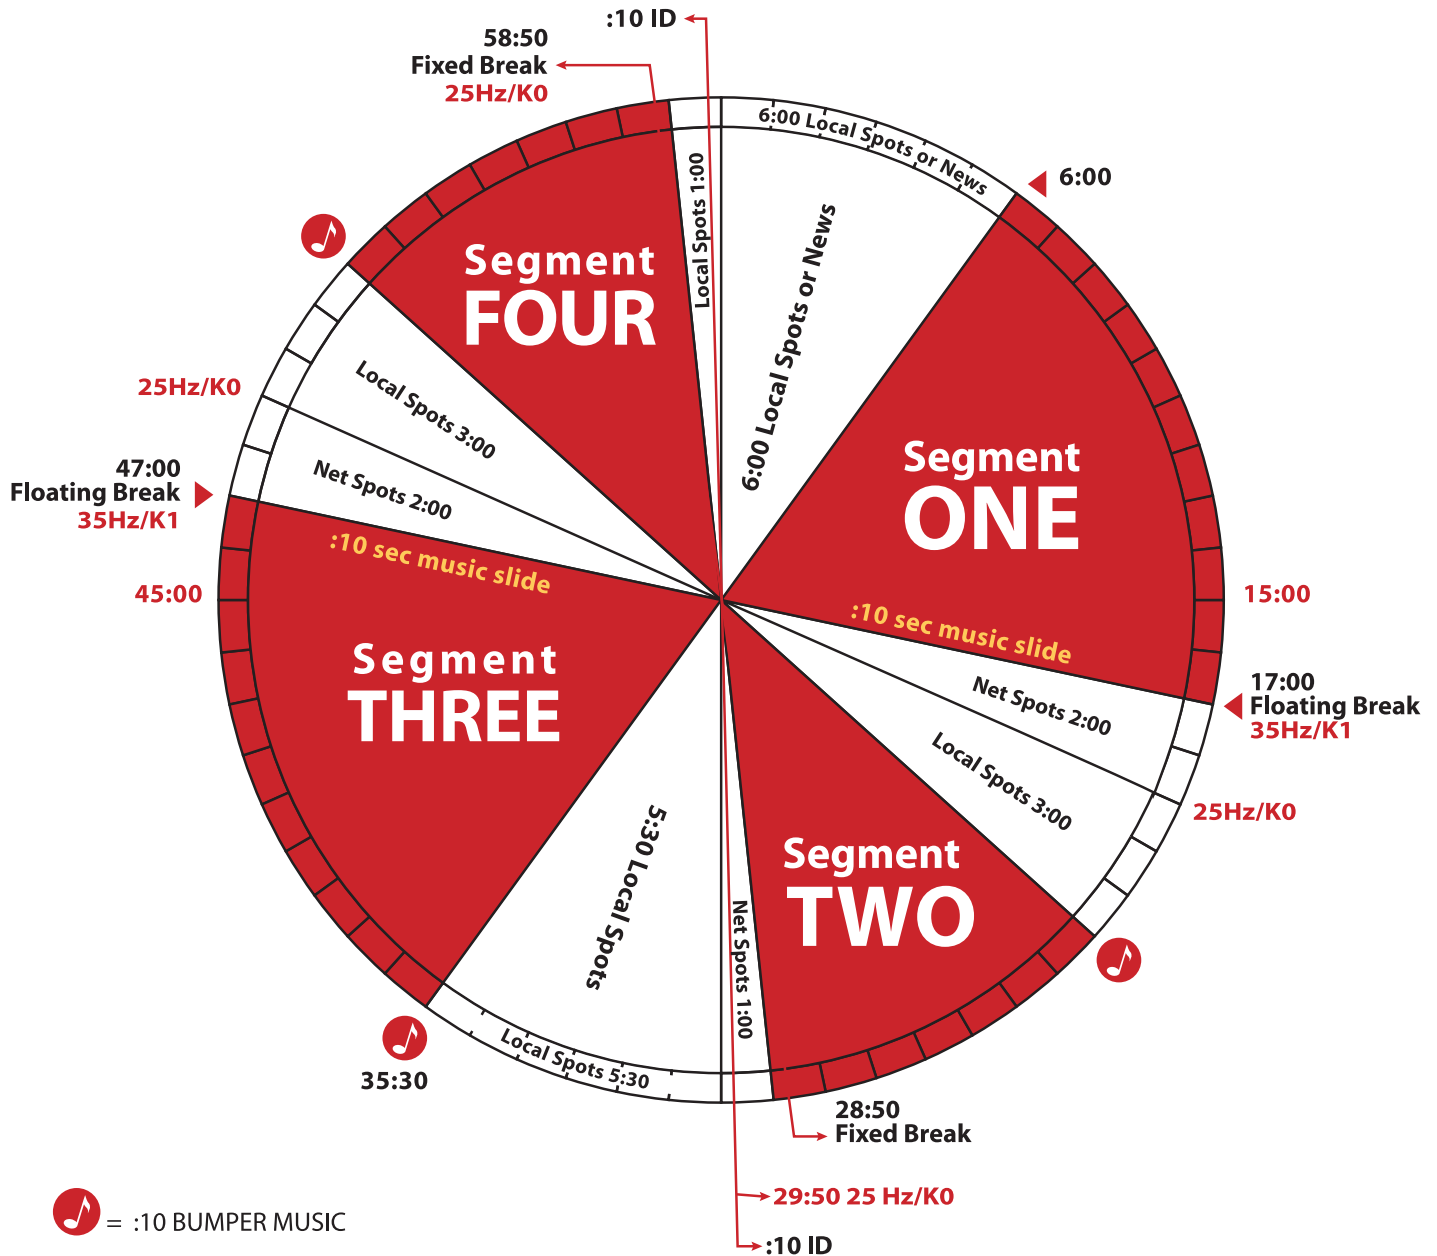 :10 ID
58:50
Fixed Break
25Hz/K0
6:00 Local Spots or News
6:00
Local Spots 1:00
6:00 Local Spots or News
Segment
FOUR
Local Spots 3:00
25Hz/K0
Net Spots 2:00
47:00
Floating Break
35Hz/K1
:10 sec music slide
45:00
Segment
ONE
15:00
:10 sec music slide
Segment
THREE
Net Spots 2:00
17:00
Floating Break
35Hz/K1
Local Spots 3:00
25Hz/K0
5:30 Local Spots
Segment
TWO
Net Spots 1:00
Local Spots 5:30
35:30
28:50
Fixed Break
29:50 25 Hz/K0
= :10 BUMPER MUSIC
:10 ID